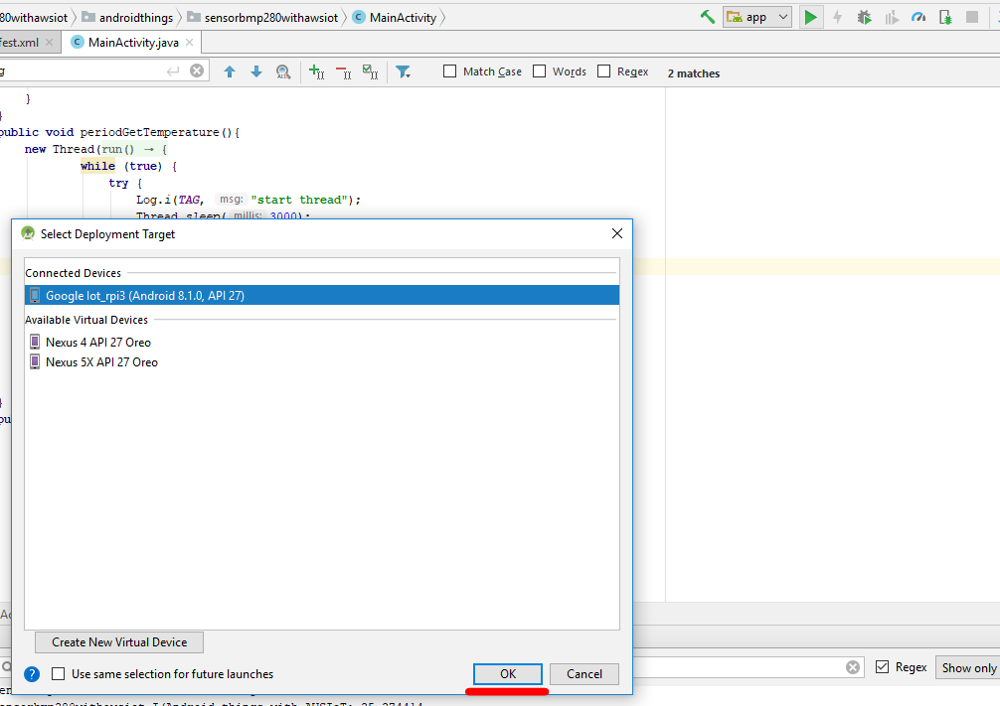 80withawsiot androidthings sensorbmp280withawsiot MainActivity app
fest.xml MainActivity.java
g Match Case Words Regex 2 matches
}
}
public void periodGetTemperature(){
new Thread(run() → {
while (true) {
try {
Log.i(TAG, msg: "start thread");
Thread.sleep( millis: 3000);
Select Deployment Target
Connected Devices
Google Iot_rpi3 (Android 8.1.0, API 27)
Available Virtual Devices
Nexus 4 API 27 Oreo
Nexus 5X API 27 Oreo
}
pu
Create New Virtual Device
Use same selection for future launches
OK Cancel
Regex Show only